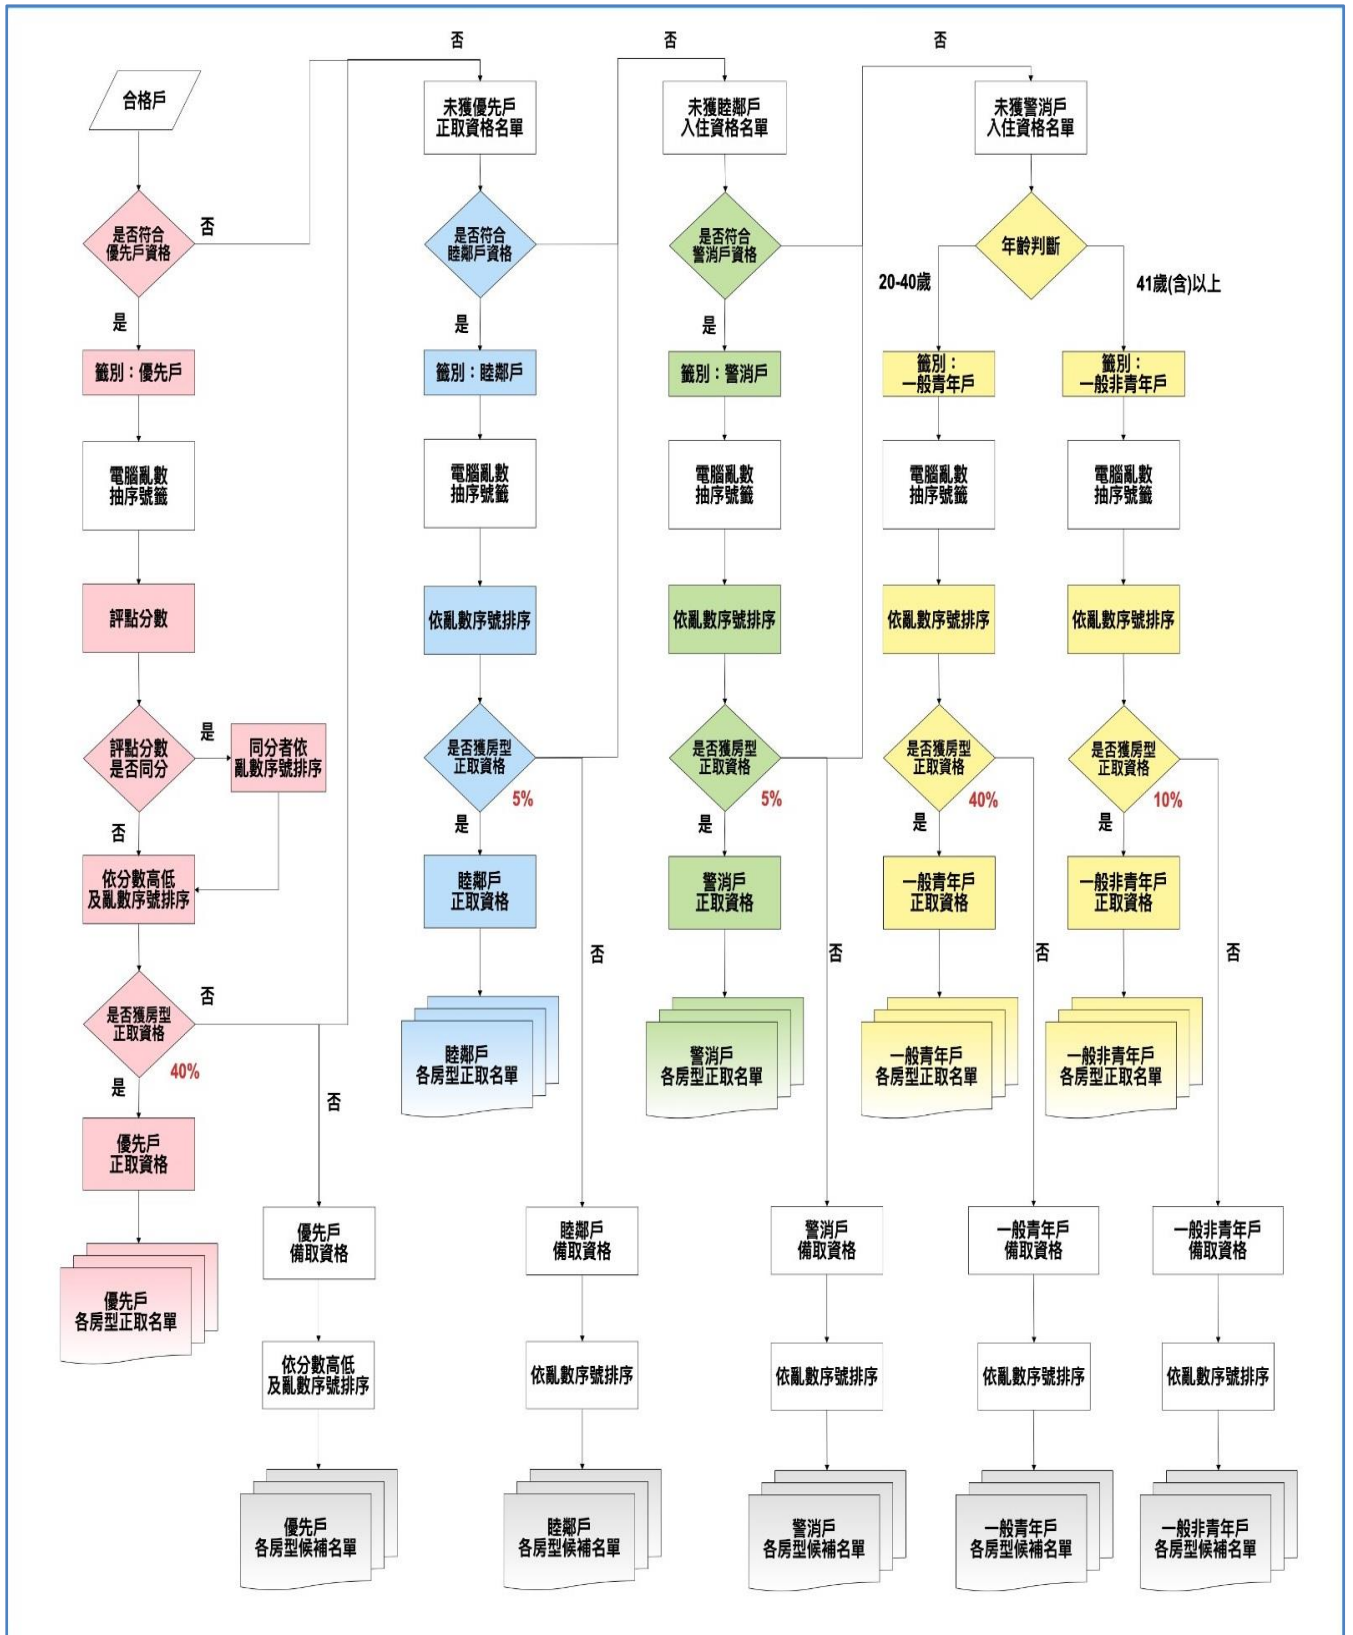 合格戶
是否符合
優先戶資格
否
是
籤別：優先戶
電腦亂數
抽序號籤
評點分數
評點分數
是否同分
是
同分者依
亂數序號排序
否
依分數高低
及亂數序號排序
是否獲房型
正取資格
否
40%
是
優先戶
正取資格
優先戶
各房型正取名單
否
優先戶
備取資格
依分數高低
及亂數序號排序
優先戶
各房型候補名單
否
未獲優先戶
正取資格名單
是否符合
睦鄰戶資格
是
籤別：睦鄰戶
電腦亂數
抽序號籤
依亂數序號排序
是否獲房型
正取資格
5%
是
睦鄰戶
正取資格
睦鄰戶
各房型正取名單
否
睦鄰戶
備取資格
依亂數序號排序
睦鄰戶
各房型候補名單
否
未獲睦鄰戶
入住資格名單
是否符合
警消戶資格
是
籤別：警消戶
電腦亂數
抽序號籤
依亂數序號排序
是否獲房型
正取資格
5%
是
警消戶
正取資格
警消戶
各房型正取名單
否
警消戶
備取資格
依亂數序號排序
警消戶
各房型候補名單
否
未獲警消戶
入住資格名單
年齡判斷
20-40歲
41歲(含)以上
籤別：
一般青年戶
電腦亂數
抽序號籤
依亂數序號排序
是否獲房型
正取資格
40%
是
一般青年戶
正取資格
一般青年戶
各房型正取名單
否
一般青年戶
備取資格
依亂數序號排序
一般青年戶
各房型候補名單
籤別：
一般非青年戶
電腦亂數
抽序號籤
依亂數序號排序
是否獲房型
正取資格
10%
是
一般非青年戶
正取資格
一般非青年戶
各房型正取名單
否
一般非青年戶
備取資格
依亂數序號排序
一般非青年戶
各房型候補名單